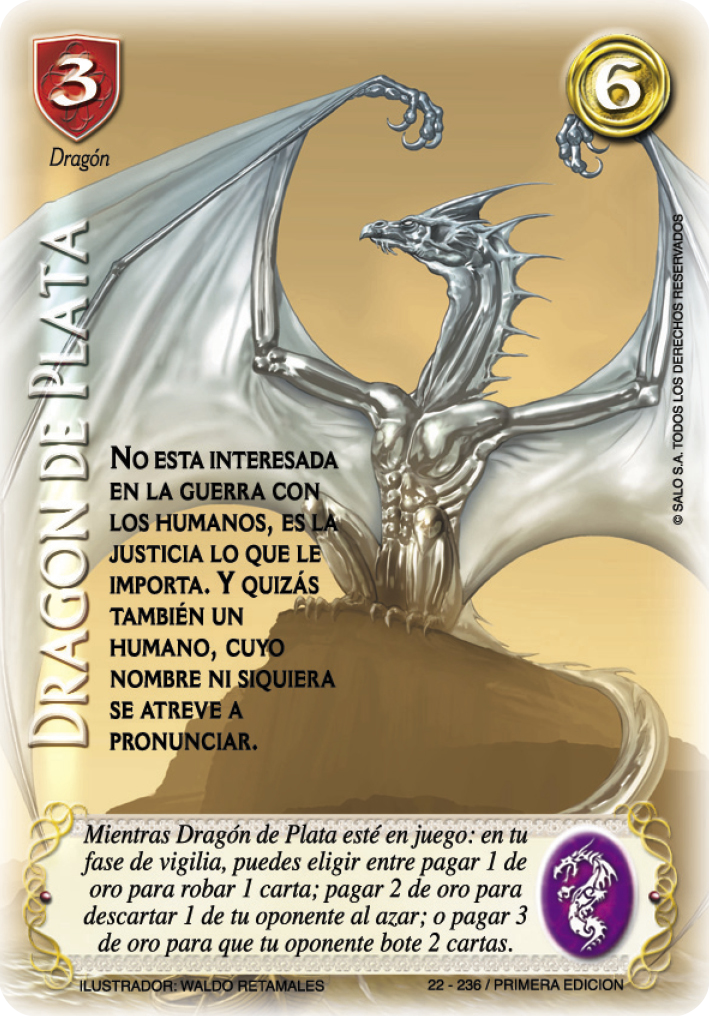 3
6
Dragón
DRAGÓN DE PLATA
© SALO S.A. TODOS LOS DERECHOS RESERVADOS
NO ESTA INTERESADA
EN LA GUERRA CON
LOS HUMANOS, ES LA
JUSTICIA LO QUE LE
IMPORTA. Y QUIZÁS
TAMBIÉN UN
HUMANO, CUYO
NOMBRE NI SIQUIERA
SE ATREVE A
PRONUNCIAR.
Mientras Dragón de Plata esté en juego: en tu
fase de vigilia, puedes eligir entre pagar 1 de
oro para robar 1 carta; pagar 2 de oro para
descartar 1 de tu oponente al azar; o pagar 3
de oro para que tu oponente bote 2 cartas.
ILUSTRADOR: WALDO RETAMALES
22 - 236 / PRIMERA EDICION